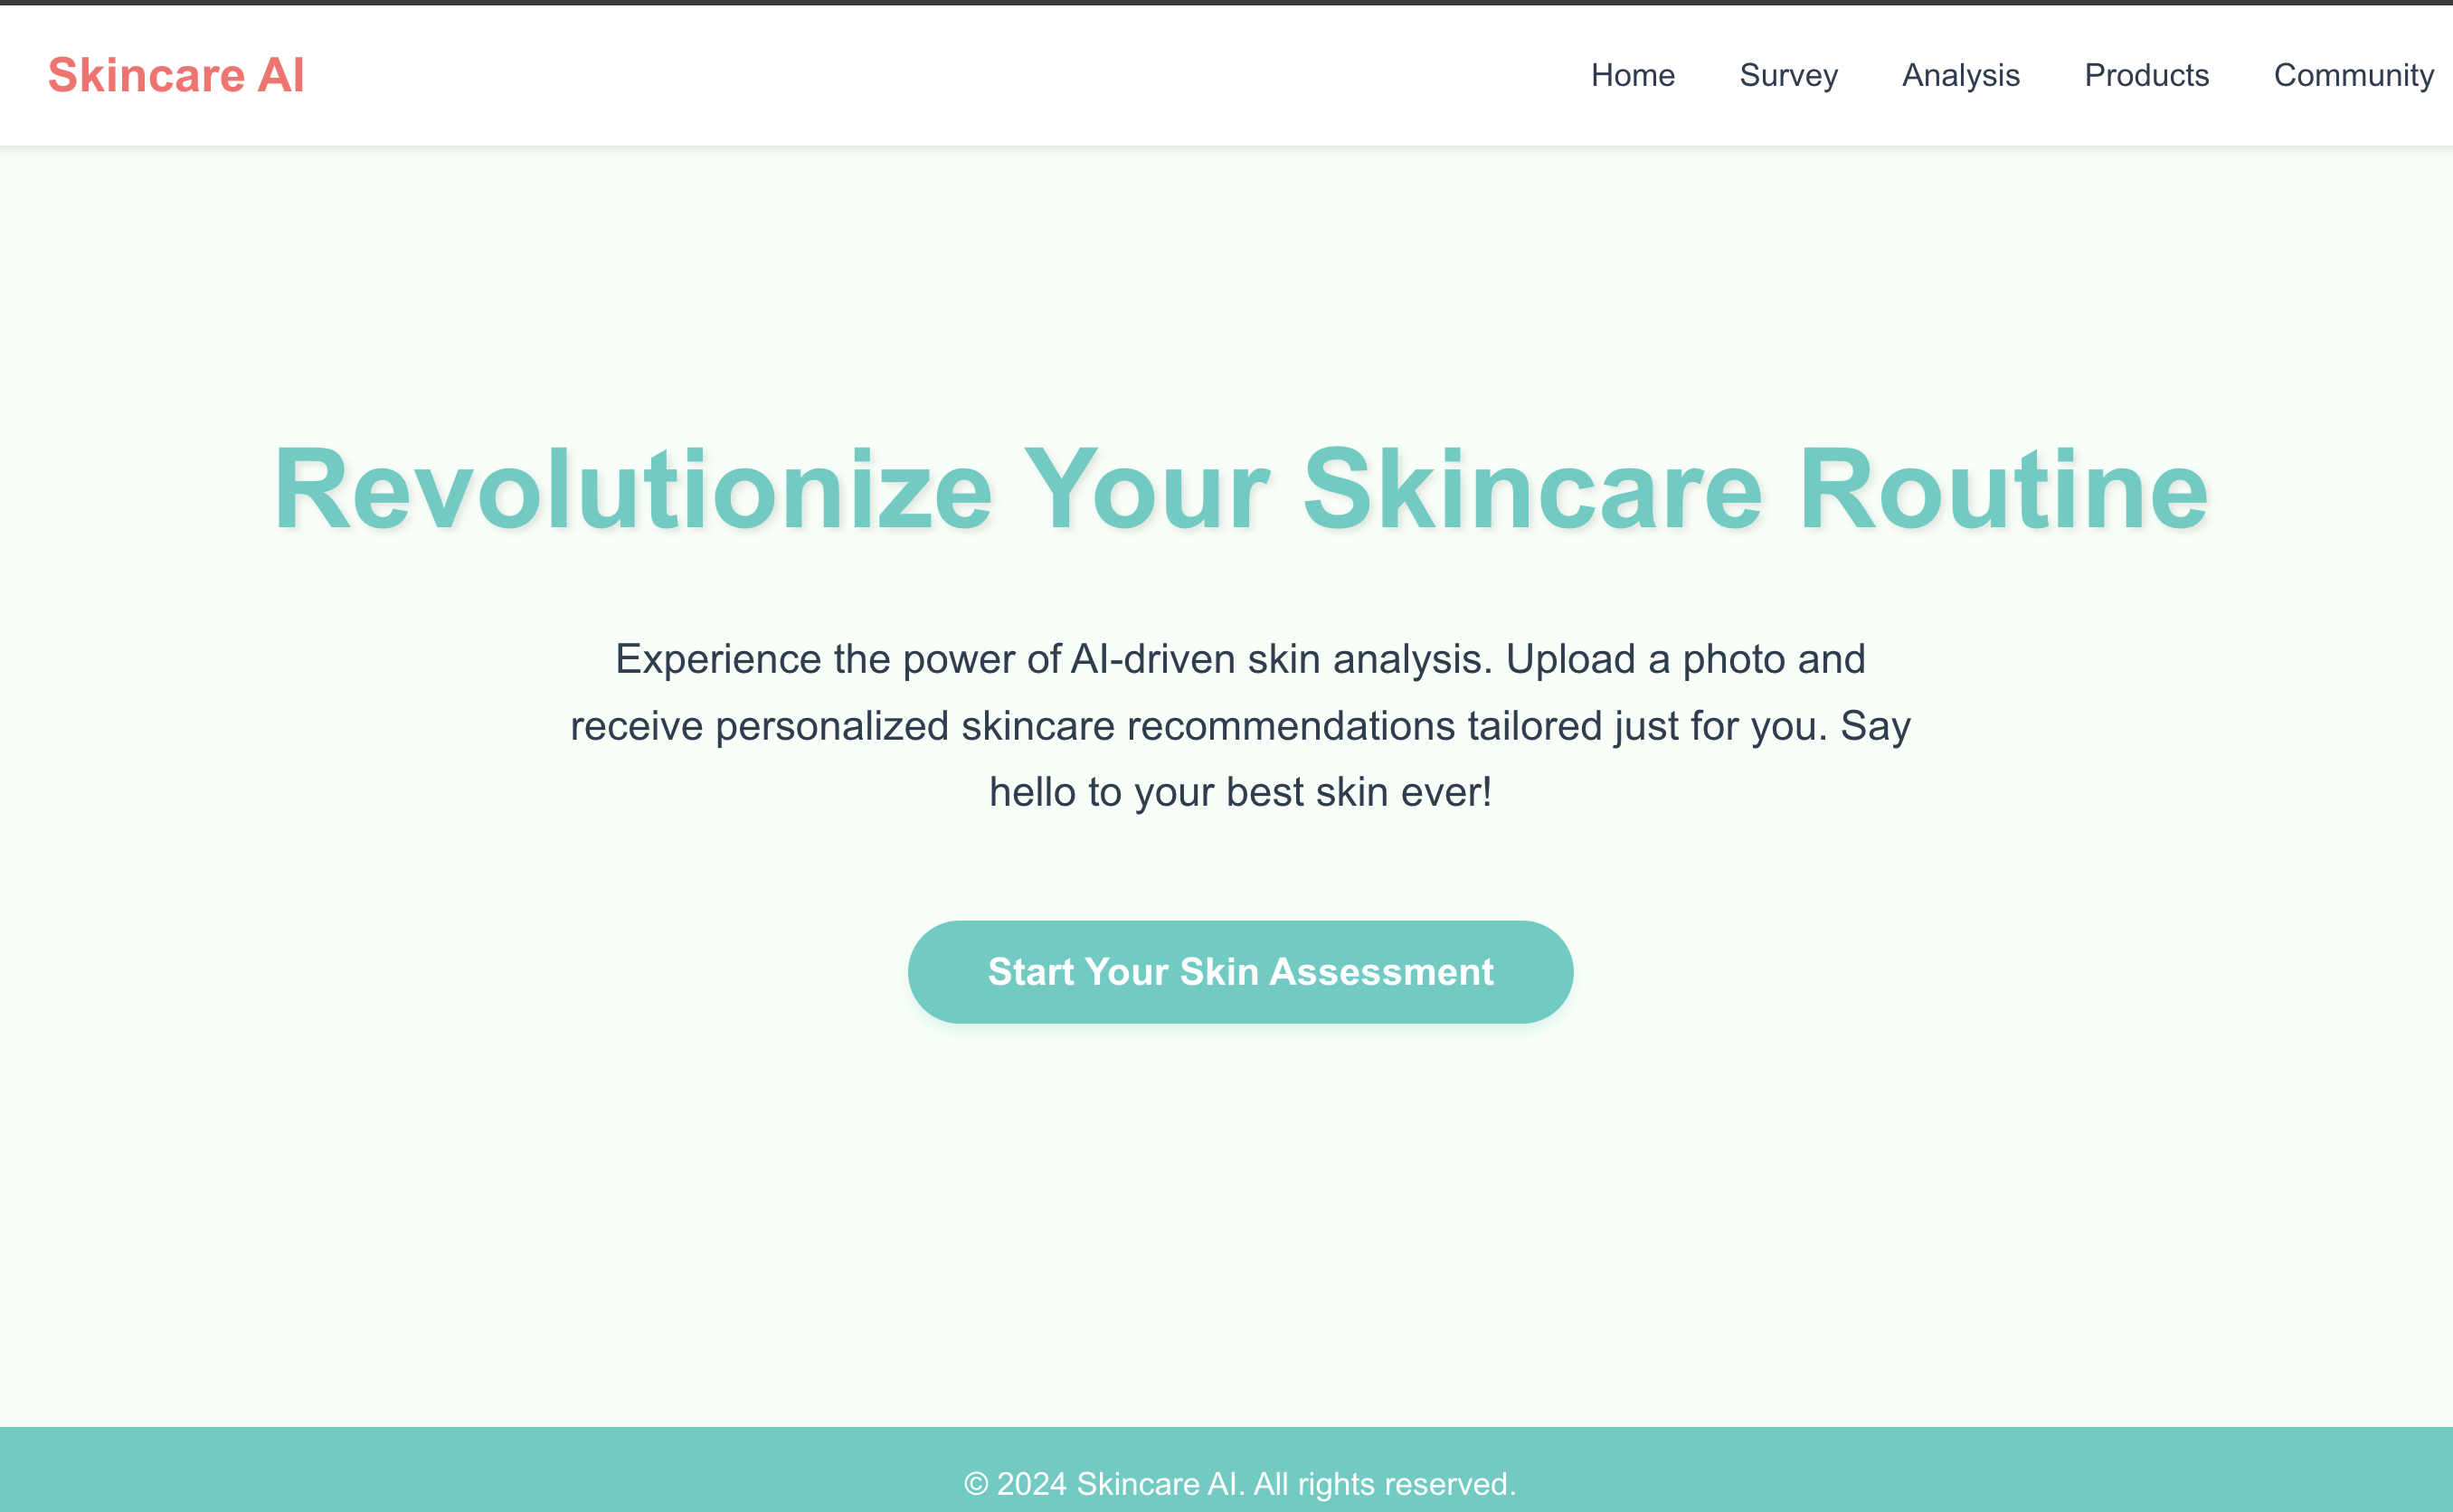 Skincare AI
Home Survey Analysis Products Community
Revolutionize Your Skincare Routine
Experience the power of AI-driven skin analysis. Upload a photo and
receive personalized skincare recommendations tailored just for you. Say
hello to your best skin ever!
Start Your Skin Assessment
© 2024 Skincare AI. All rights reserved.